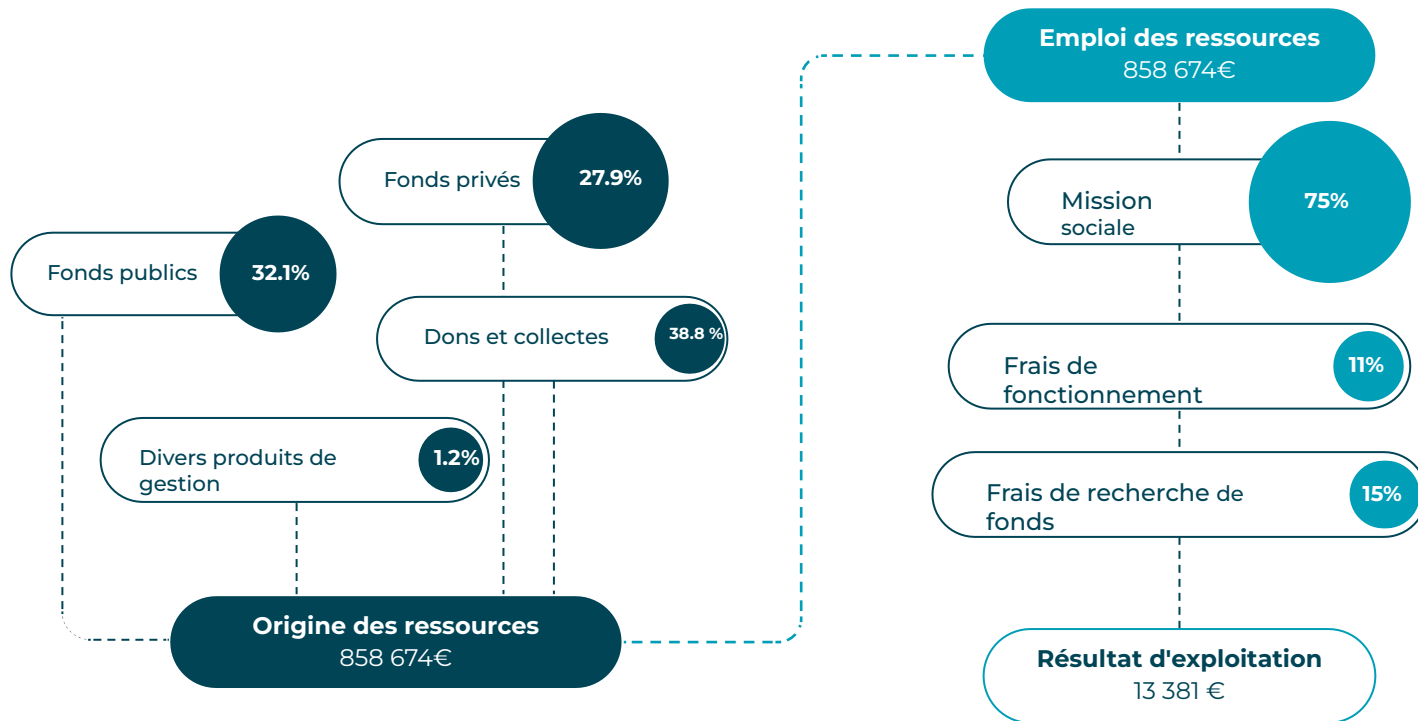 Fonds privés
27.9%
Fonds publics
32.1%
Dons et collectes
38.8 %
Divers produits de
gestion
1.2%
Origine des ressources
858 674€
Emploi des ressources
858 674€
Mission
sociale
75%
Frais de
fonctionnement
11%
Frais de recherche de
fonds
15%
Résultat d'exploitation
13 381 €